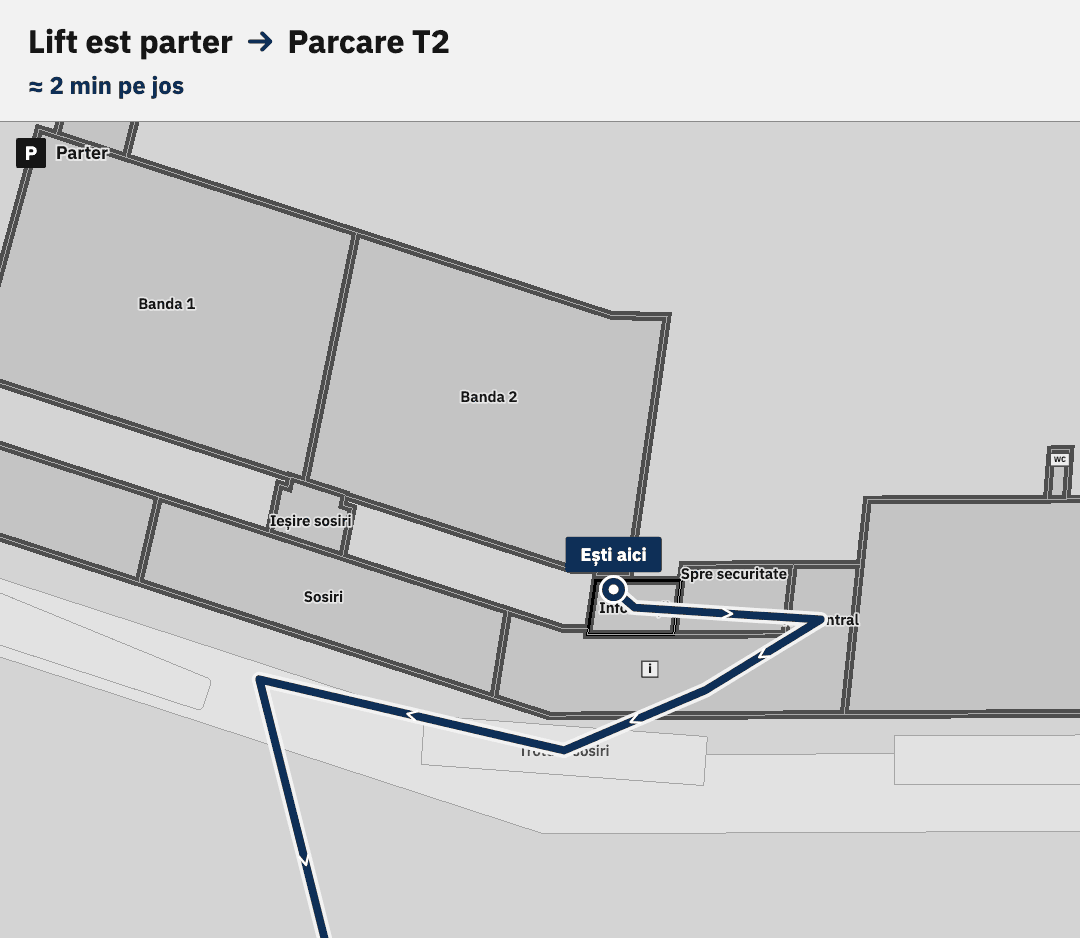 Lift est parter → Parcare T2
≈ 2 min pe jos
P Parter
Banda 1
Banda 2
Ieșire sosiri
Ești aici
Spre securitate
Sosiri
i
wc
sosiri